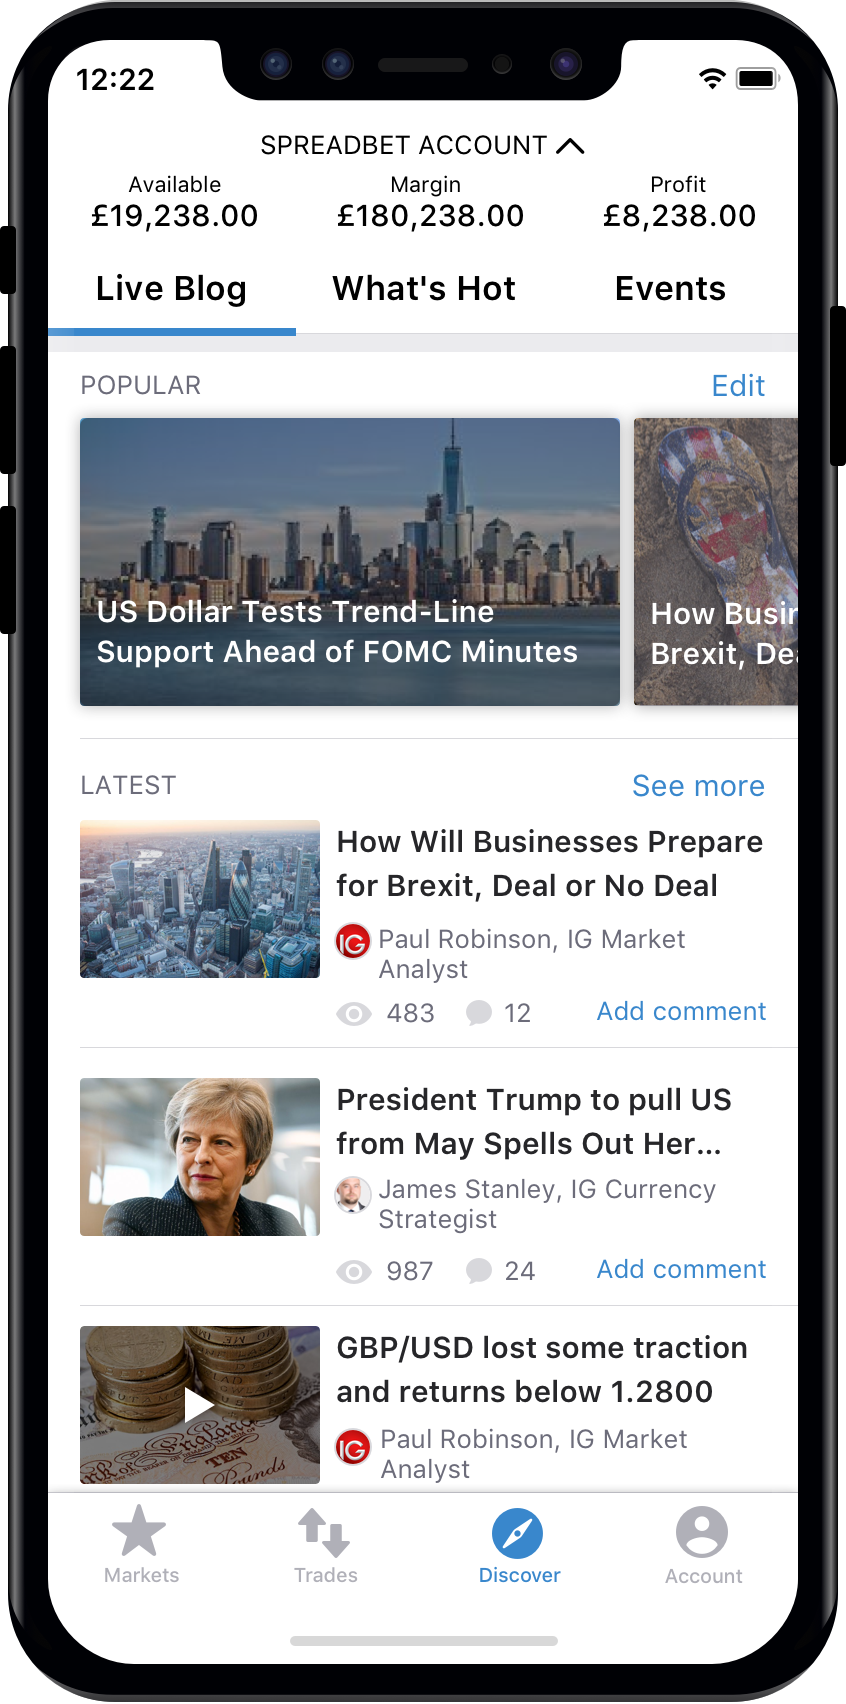 12:22
SPREADBET ACCOUNT
Available
Margin
Profit
£19,238.00
£180,238.00
£8,238.00
Live Blog
What's Hot
Events
POPULAR
Edit
US Dollar Tests Trend-Line
Support Ahead of FOMC Minutes
How Busin
Brexit, Dea
LATEST
See more
How Will Businesses Prepare
for Brexit, Deal or No Deal
IG
Paul Robinson, IG Market
Analyst
483
12
Add comment
President Trump to pull US
from May Spells Out Her...
James Stanley, IG Currency
Strategist
987
24
Add comment
GBP/USD lost some traction
and returns below 1.2800
IG
Paul Robinson, IG Market
Analyst
England
TEN
Pounds
Markets
Trades
Discover
Account